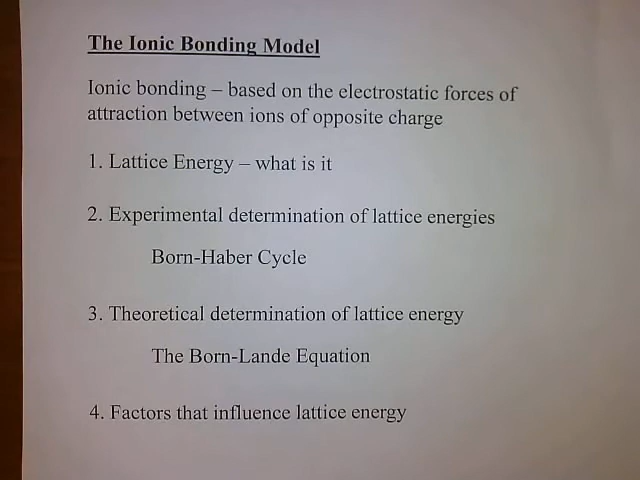 The Ionic Bonding Model
Ionic bonding – based on the electrostatic forces of
attraction between ions of opposite charge
1. Lattice Energy – what is it
2. Experimental determination of lattice energies
Born-Haber Cycle
3. Theoretical determination of lattice energy
The Born-Lande Equation
4. Factors that influence lattice energy